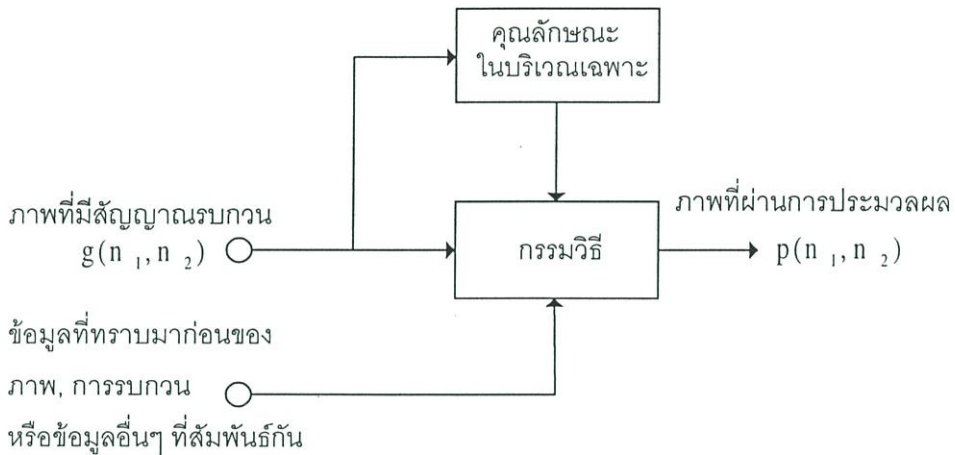 คุณลักษณะ
ในบริเวณเฉพาะ
ภาพที่มีสัญญาณรบกวน
g(n 1,n 2)
กรรมวิธี
ภาพที่ผ่านการประมวลผล
p(n 1,n 2)
ข้อมูลที่ทราบมาก่อนของ
ภาพ, การรบกวน
หรือข้อมูลอื่นๆ ที่สัมพันธ์กัน